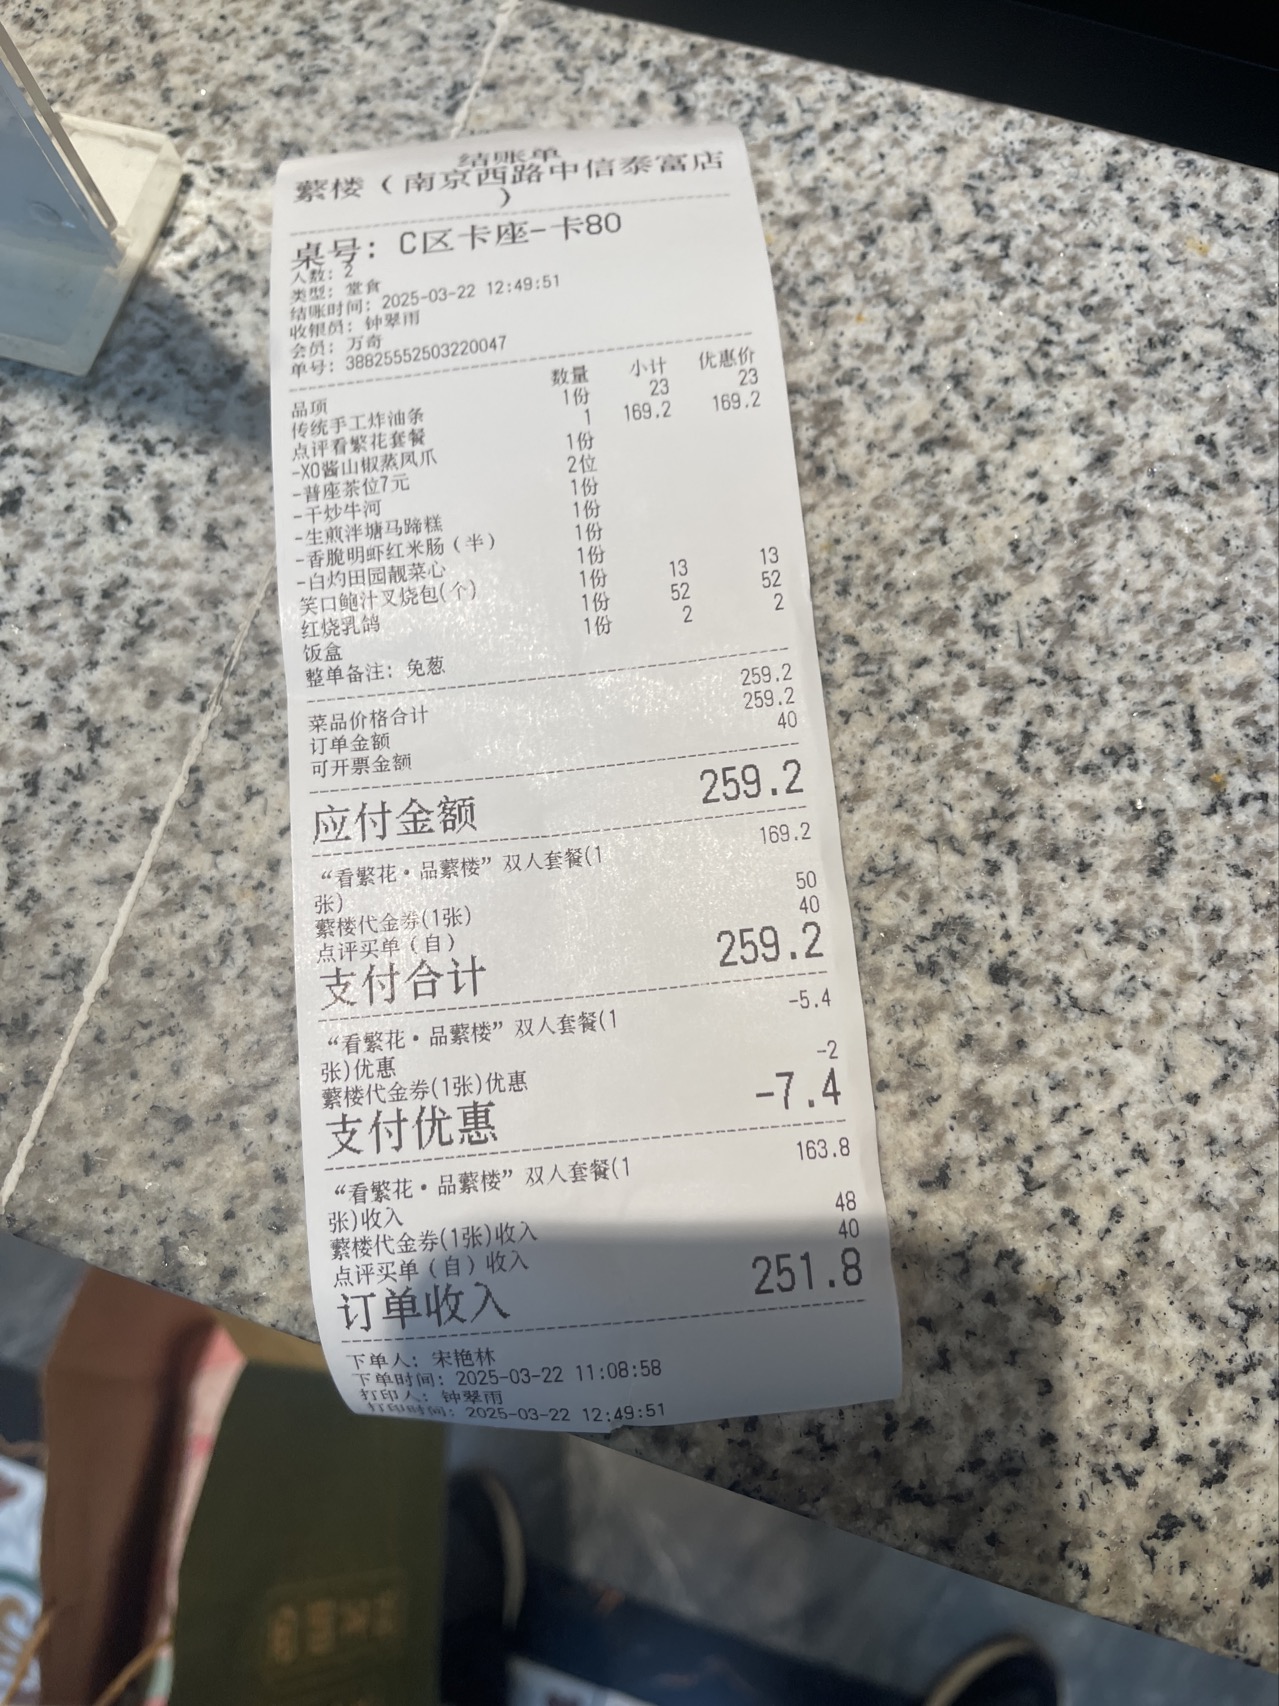 结账单
蘩楼（南京西路中信泰富店
）
桌号：C区卡座-卡80
人数：2
类型：堂食
结账时间：2025-03-22 12:49:51
收银员：钟翠雨
会员：万奇
单号：38825552503220047
品项 数量 小计 优惠价
传统手工炸油条 1份 23 23
点评看繁花套餐 1 169.2 169.2
-XO酱山椒蒸凤爪 1份
-普座茶位7元 2位
-干炒牛河 1份
-生煎泮塘马蹄糕 1份
-香脆明虾红米肠（半） 1份
-白灼田园靓菜心 1份
笑口鲍汁叉烧包(个) 1份 13 13
红烧乳鸽 1份 52 52
饭盒 1份 2 2
整单备注：免葱
菜品价格合计 259.2
订单金额 259.2
可开票金额 40
应付金额 259.2
“看繁花·品蘩楼”双人套餐(1 169.2
张)
蘩楼代金券(1张) 50
点评买单（自） 40
支付合计 259.2
“看繁花·品蘩楼”双人套餐(1 -5.4
张)优惠
蘩楼代金券(1张)优惠 -2
支付优惠 -7.4
“看繁花·品蘩楼”双人套餐(1 163.8
张)收入
蘩楼代金券(1张)收入 48
点评买单（自）收入 40
订单收入 251.8
下单人：宋艳林
下单时间：2025-03-22 11:08:58
打印人：钟翠雨
打印时间：2025-03-22 12:49:51